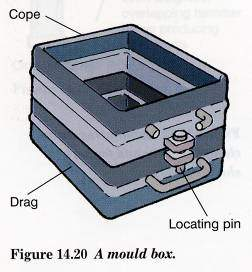 Cope
Drag
Locating pin
Figure 14.20 A mould box.